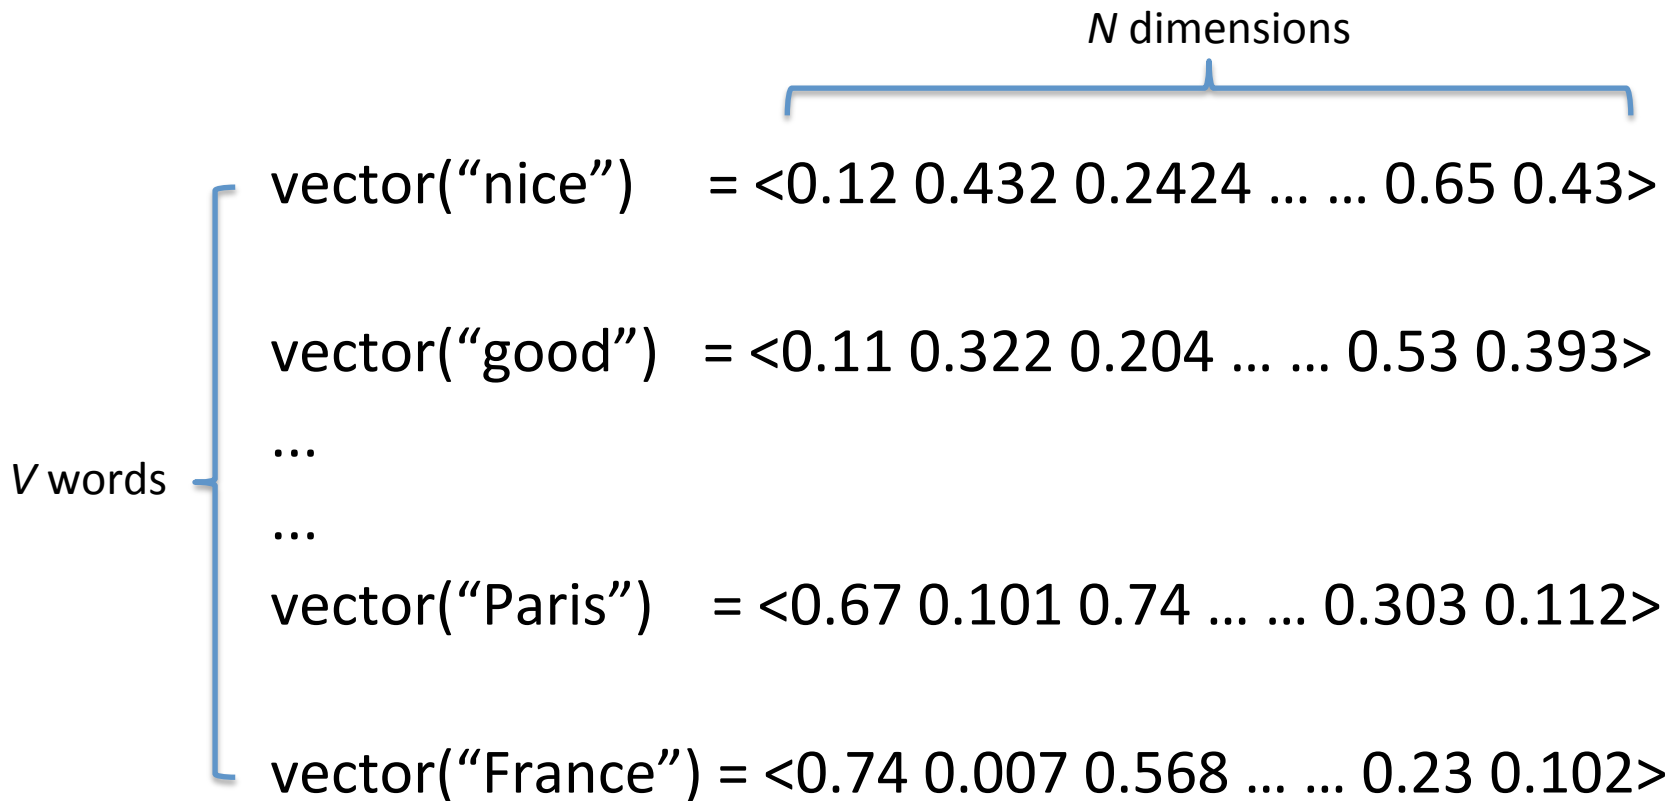 N dimensions
vector(“nice”) = <0.12 0.432 0.2424 … … 0.65 0.43>
vector(“good”) = <0.11 0.322 0.204 … … 0.53 0.393>
…
V words
…
vector(“Paris”) = <0.67 0.101 0.74 … … 0.303 0.112>
vector(“France”) = <0.74 0.007 0.568 … … 0.23 0.102>